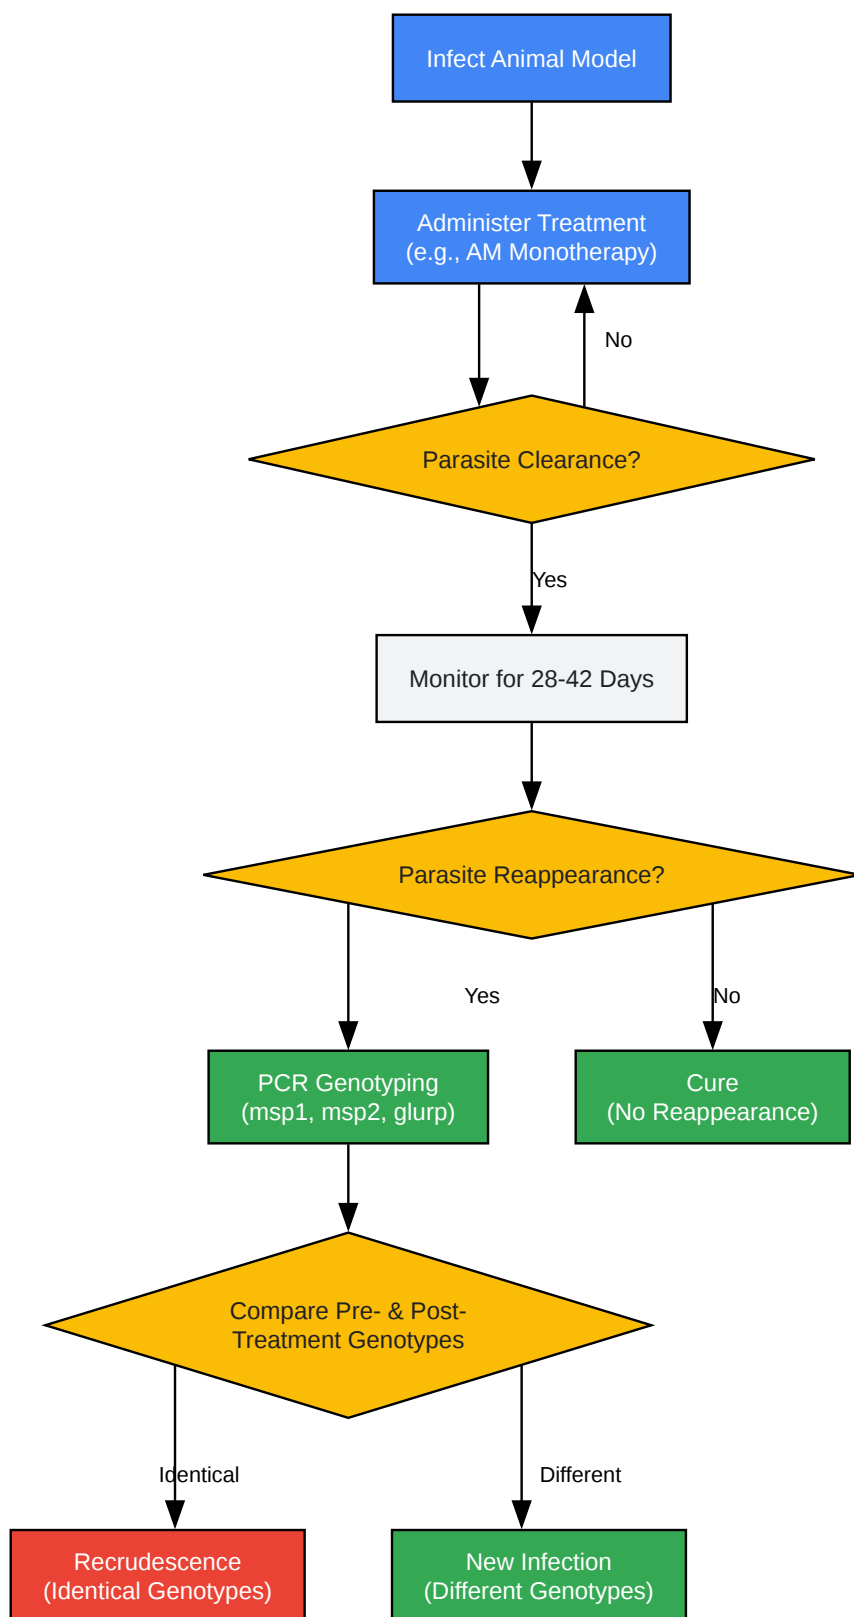 Infect Animal Model
Administer Treatment
(e.g., AM Monotherapy)
No
Parasite Clearance?
Yes
Monitor for 28-42 Days
Parasite Reappearance?
Yes
No
PCR Genotyping
(msp1, msp2, glurp)
Cure
(No Reappearance)
Compare Pre- & Post-
Treatment Genotypes
Identical
Different
Recrudescence
(Identical Genotypes)
New Infection
(Different Genotypes)